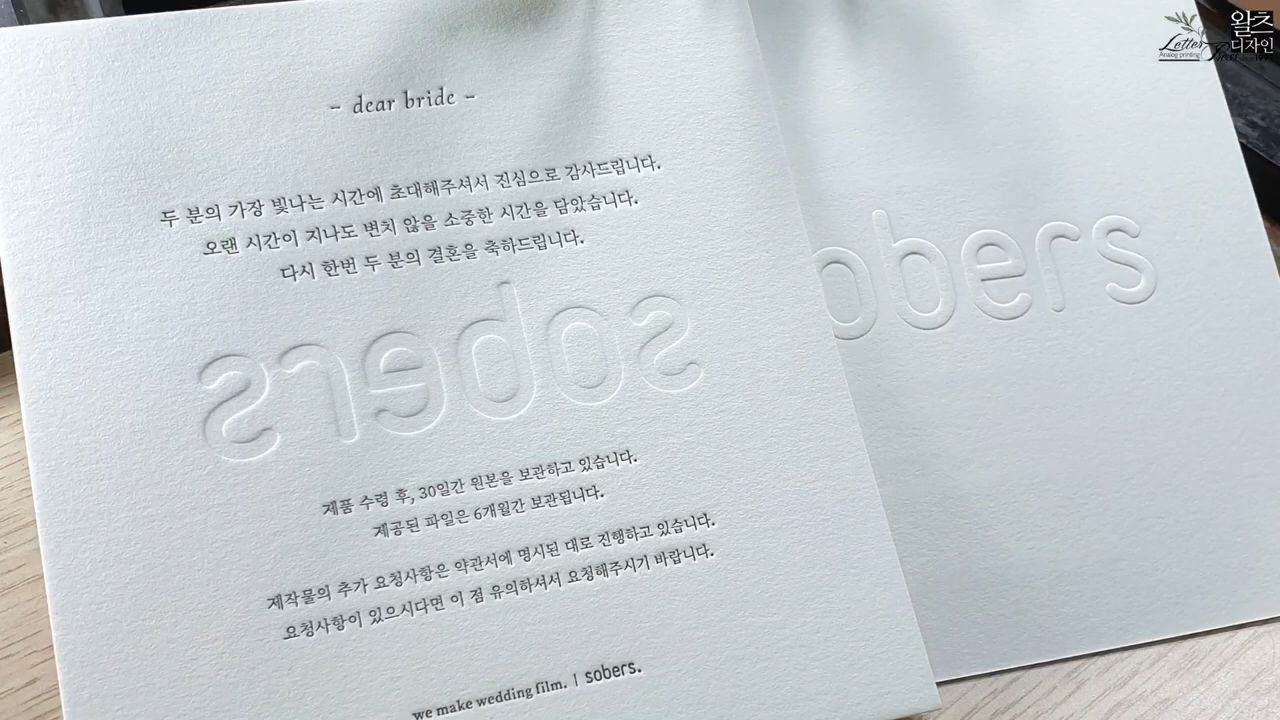 - dear bride -
두 분의 가장 빛나는 시간에 초대해주셔서 진심으로 감사드립니다.
오랜 시간이 지나도 변치 않을 소중한 시간을 담았습니다.
다시 한번 두 분의 결혼을 축하드립니다.
sobers
제품 수령 후, 30일간 원본을 보관하고 있습니다.
제공된 파일은 6개월간 보관됩니다.
제작물의 추가 요청사항은 약관서에 명시된 대로 진행하고 있습니다.
요청사항이 있으시다면 이 점 유의하셔서 요청해주시기 바랍니다.
we make wedding film. | sobers.
obers
Letter Press
Analog printing
왈츠
디자인